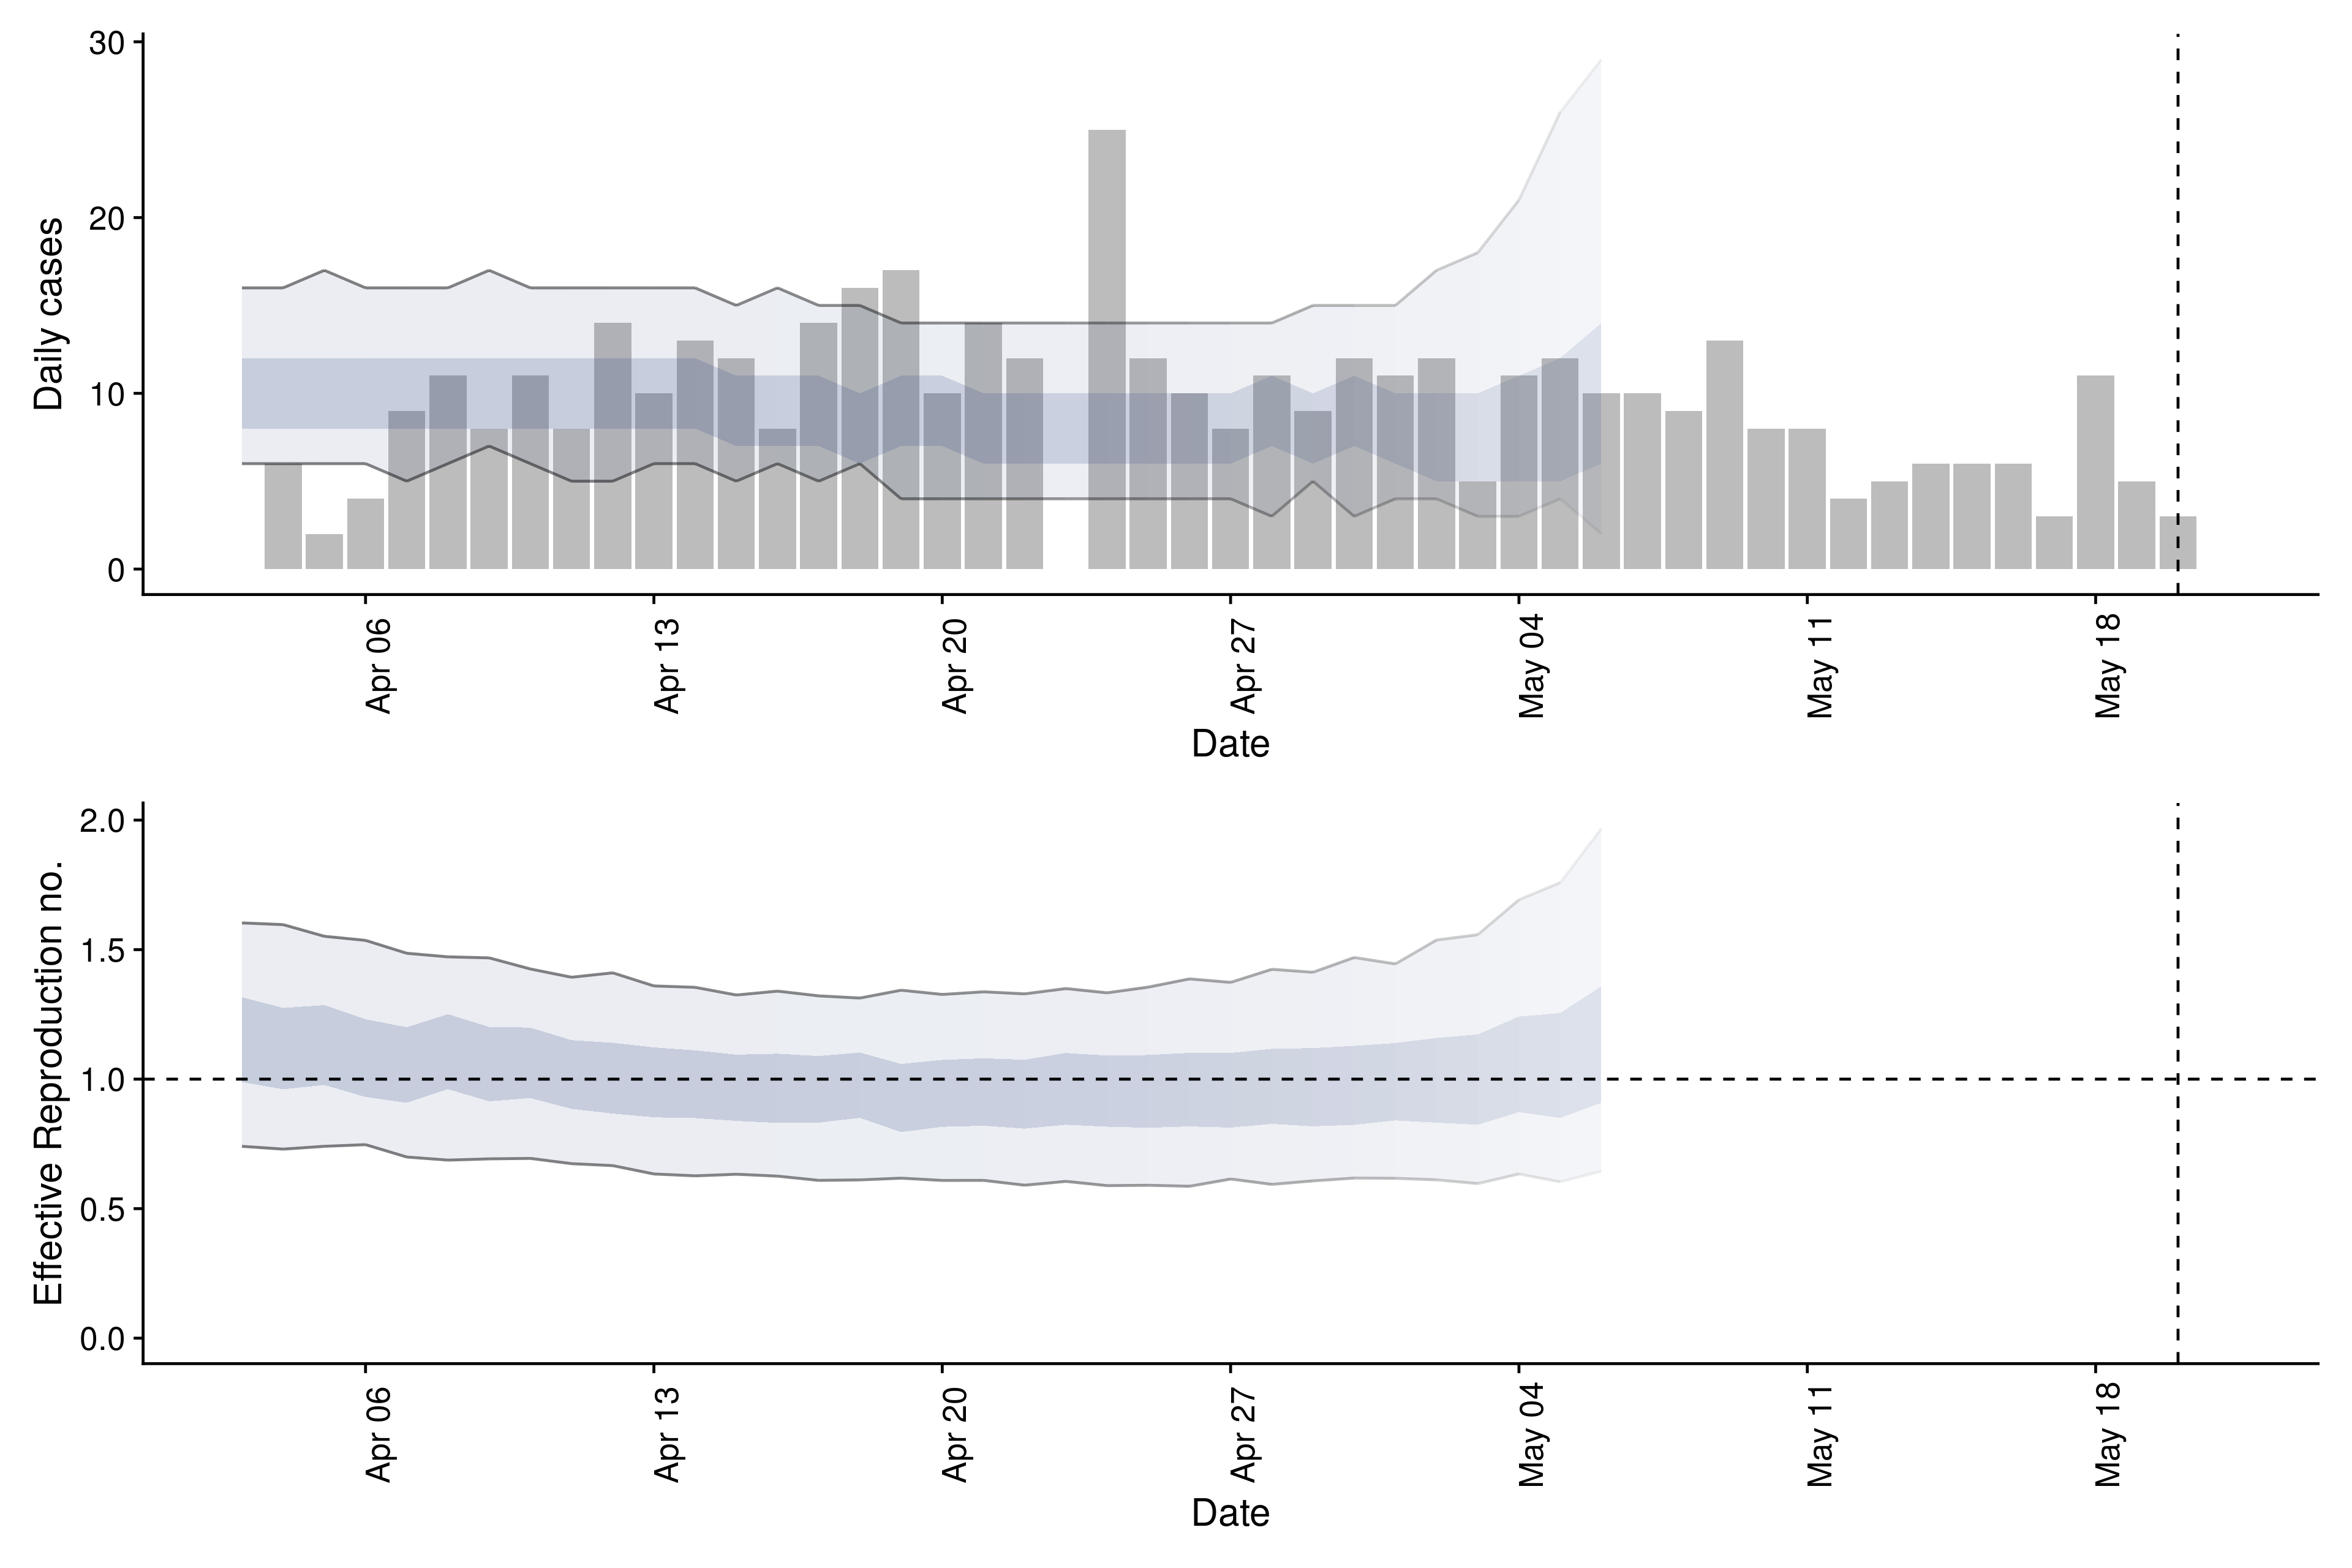 Daily cases
30
20
10
0
Apr 06
Apr 13
Apr 20
Apr 27
May 04
May 11
May 18
Date
Effective Reproduction no.
2.0
1.5
1.0
0.5
0.0
Apr 06
Apr 13
Apr 20
Apr 27
May 04
May 11
May 18
Date